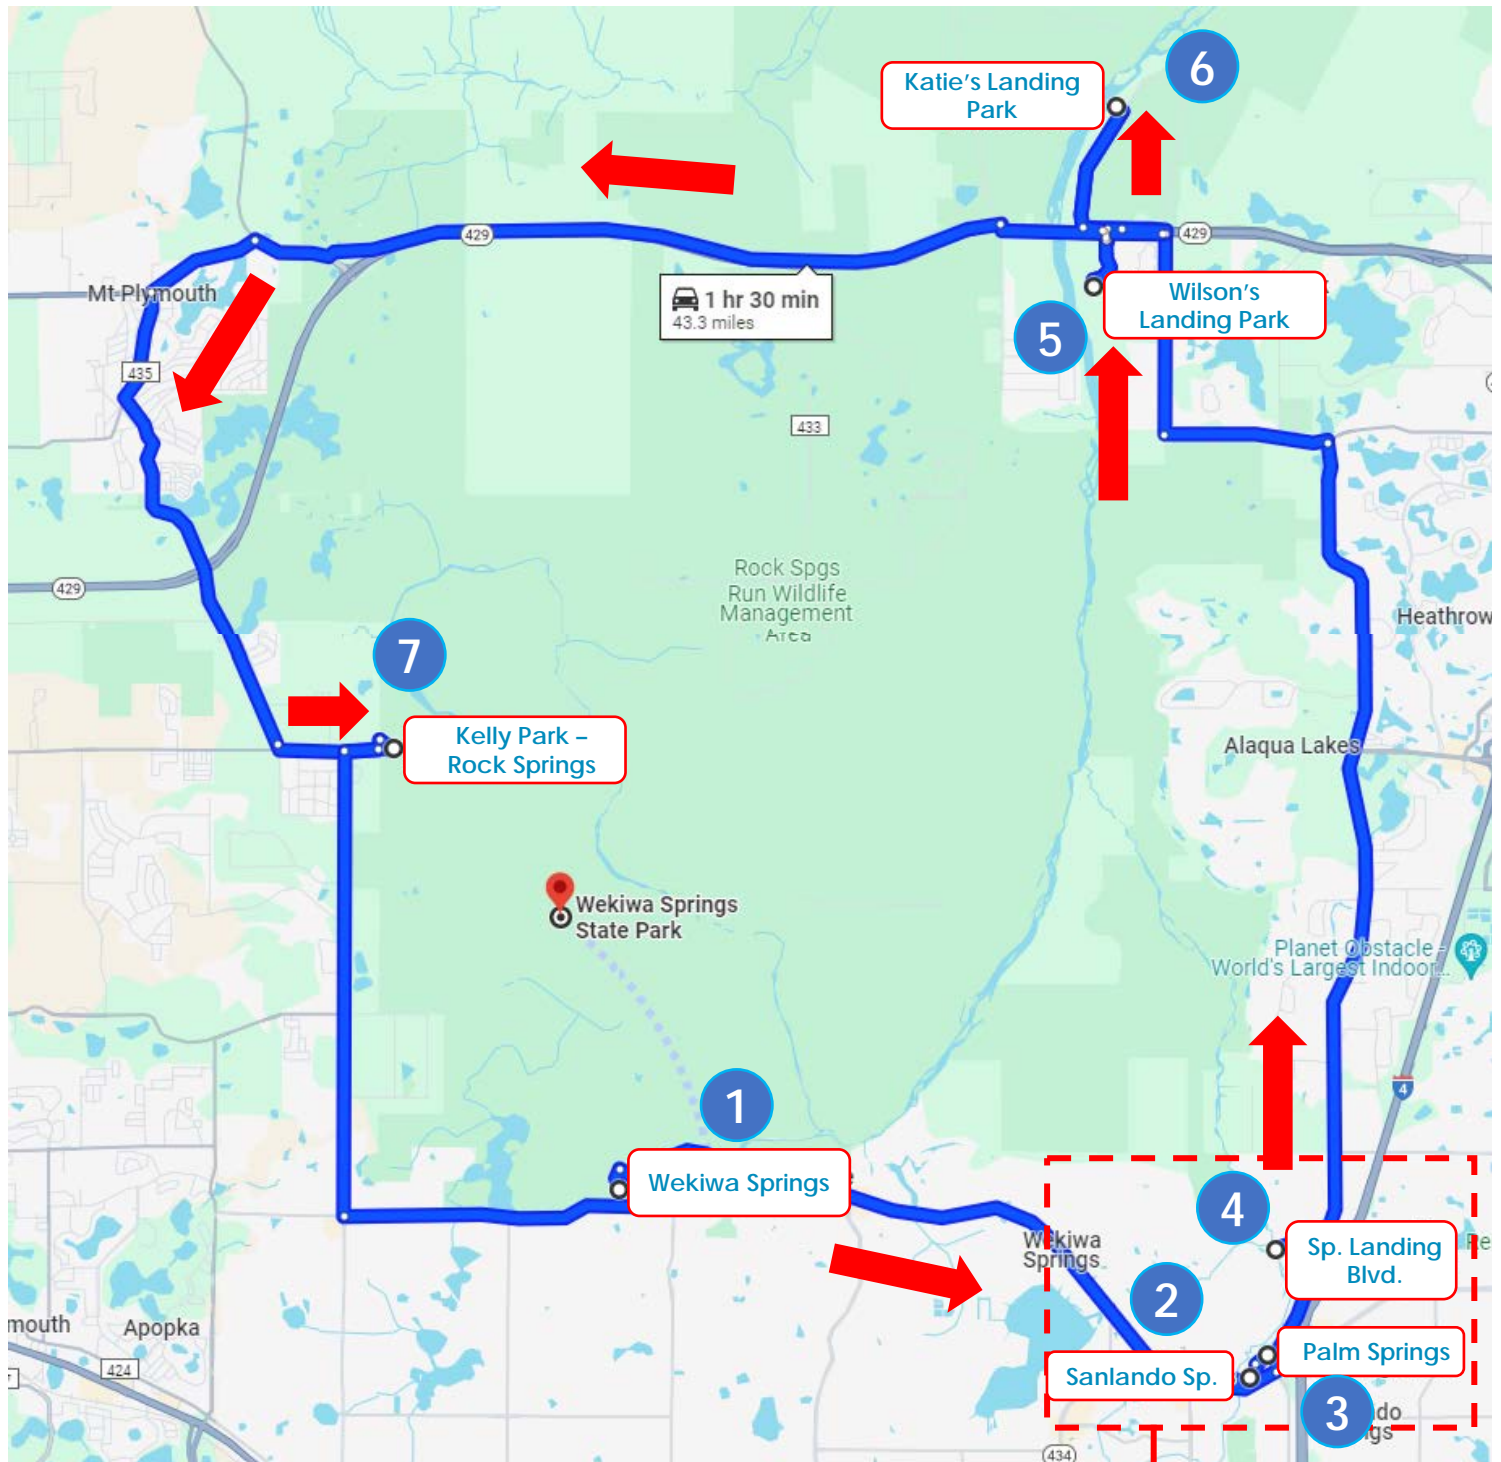 6
Katie's Landing
Park
429
429
Mt Plymouth
1 hr 30 min
43.3 miles
Wilson's
Landing Park
5
435
433
Rock Spgs
Run Wildlife
Management
Area
429
Heathrow
7
Kelly Park –
Rock Springs
Alaqua Lakes
Wekiwa Springs
State Park
Planet Obstacle -
World's Largest Indoor...
4
1
Wekiwa Springs
4
Wekiwa
Springs
Sp. Landing
Blvd.
Re
2
mouth
Apopka
Palm Springs
Sanlando Sp.
424
3
do
gs
434